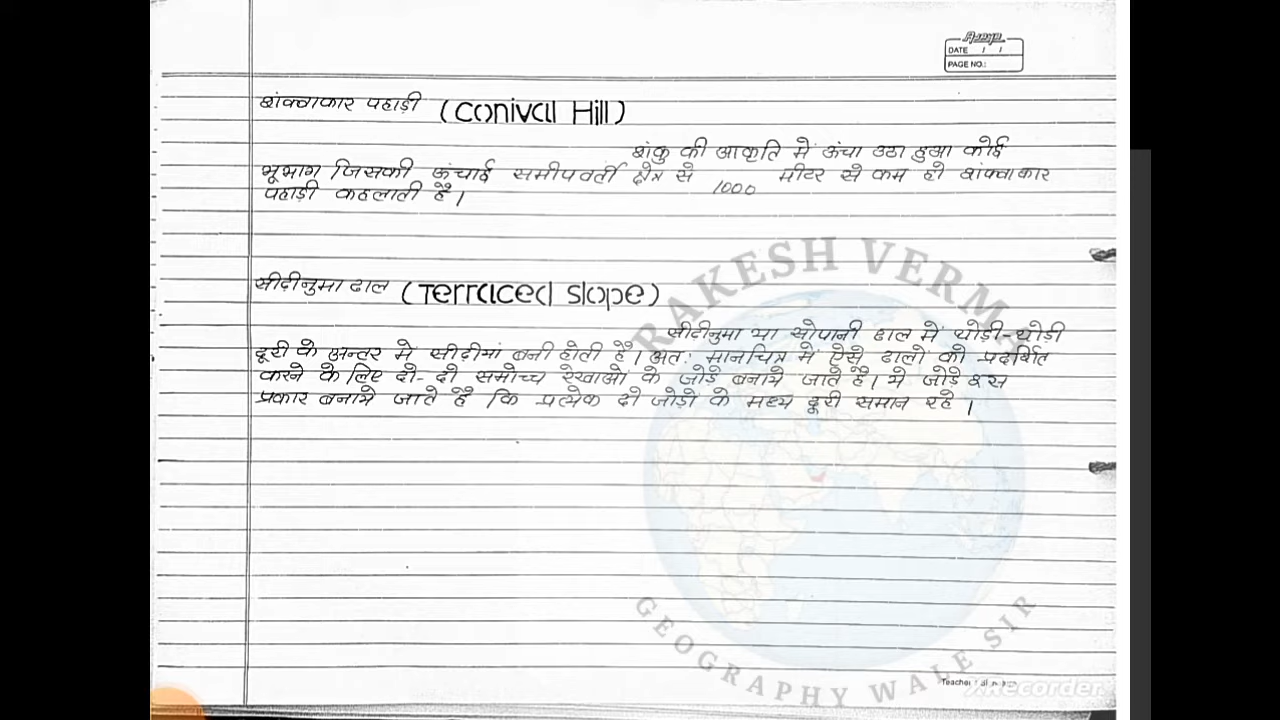 Asaya
DATE / /
PAGE NO.:
शंक्वाकार पहाड़ी (Conival Hill)
शंकु की आकृति में ऊंचा उठा हुआ कोई
भूभाग जिसकी ऊंचाई समीपवर्ती क्षेत्र से 1000 मीटर से कम हो शंक्वाकार
पहाड़ी कहलाती है।
सीढ़ीनुमा ढाल (Terraced Slope)
सीढीनुमा या सोपानी ढाल में थोड़ी-थोड़ी
दूरी के अन्तर में सीढ़ीयां बनी होती है। अतः मानचित्र में ऐसे ढालो को प्रदर्शित
करने के लिए दो-दो समोच्च रेखाओं के जोड़े बनाये जाते है। ये जोड़े इस
प्रकार बनाये जाते है कि प्रत्येक दो जोड़ो के मध्य दूरी समान रहे।
RAKESH VERMA
GEOGRAPHY WALE SIR
XRecorder